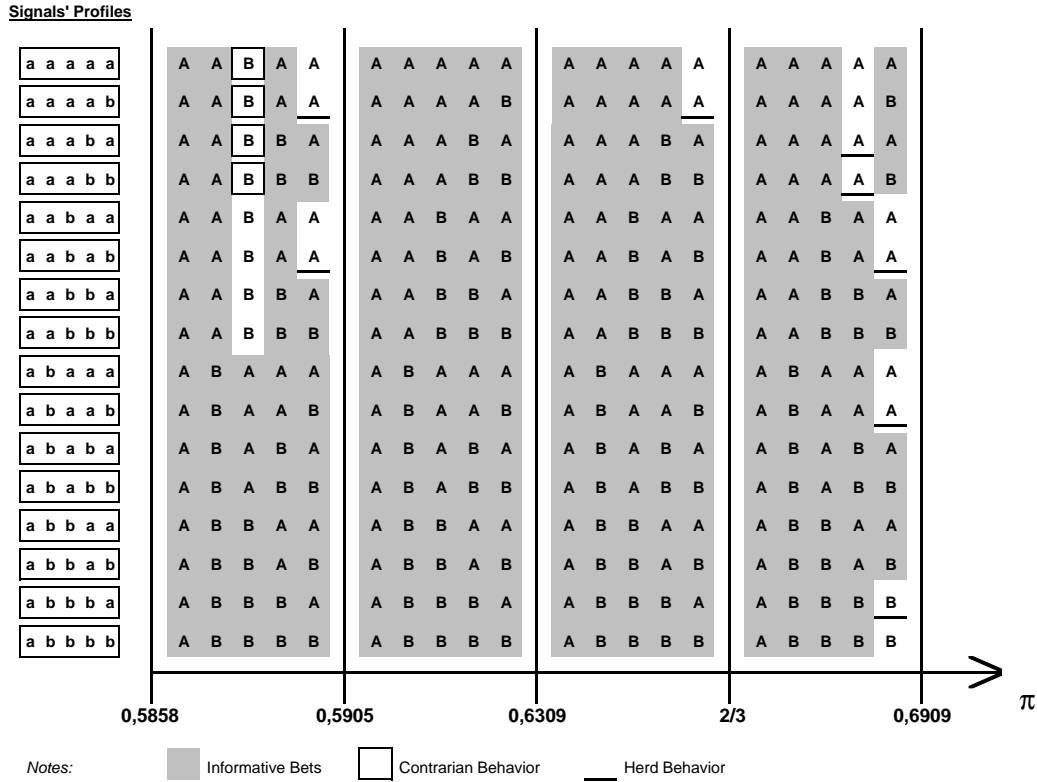 Signals' Profiles
a a a a a A A B A A A A A A A A A A A A A A A A A
a a a a b A A B A A A A A A B A A A A A A A A A B
a a a b a A A B B A A A A B A A A A B A A A A A A
a a a b b A A B B B A A A B B A A A B B A A A A B
a a b a a A A B A A A A B A A A A B A A A A B A A
a a b a b A A B A A A A B A B A A B A B A A B A A
a a b b a A A B B A A A B B A A A B B A A A B B A
a a b b b A A B B B A A B B B A A B B B A A B B B
a b a a a A B A A A A B A A A A B A A A A B A A A
a b a a b A B A A B A B A A B A B A A B A B A A A
a b a b a A B A B A A B A B A A B A B A A B A B A
a b a b b A B A B B A B A B B A B A B B A B A B B
a b b a a A B B A A A B B A A A B B A A A B B A A
a b b a b A B B A B A B B A B A B B A B A B B A B
a b b b a A B B B A A B B B A A B B B A A B B B B
a b b b b A B B B B A B B B B A B B B B A B B B B
π
0,5858 0,5905 0,6309 2/3 0,6909
Notes: Informative Bets Contrarian Behavior Herd Behavior